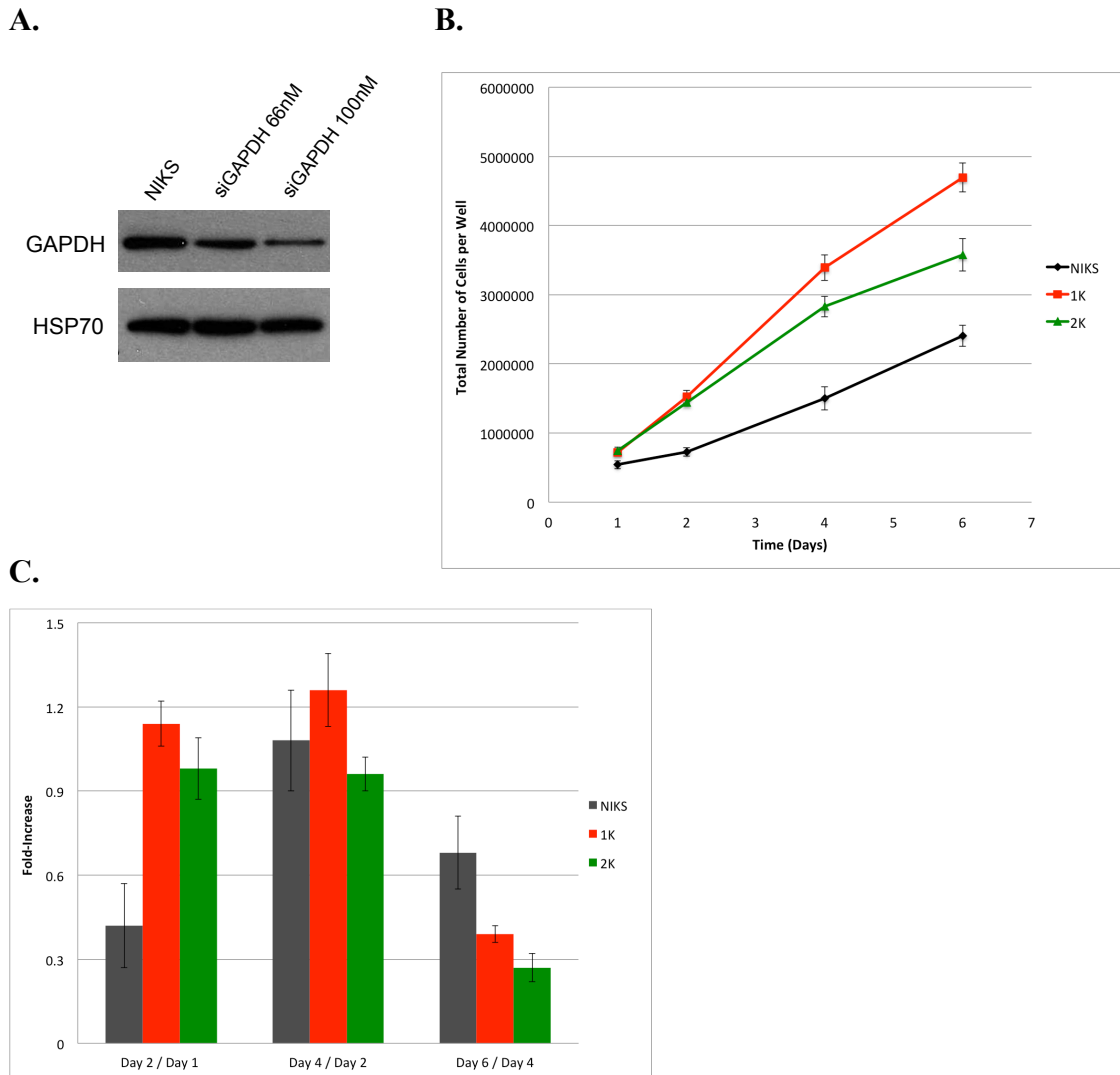 A.
NIKS
siGAPDH 66nM
siGAPDH 100nM
GAPDH
HSP70
B.
Total Number of Cells per Well
6000000
5000000
4000000
3000000
2000000
1000000
0
0 1 2 3 4 5 6 7
Time (Days)
NIKS
1K
2K
C.
Fold-Increase
1.5
1.2
0.9
0.6
0.3
0
Day 2 / Day 1 Day 4 / Day 2 Day 6 / Day 4
NIKS
1K
2K